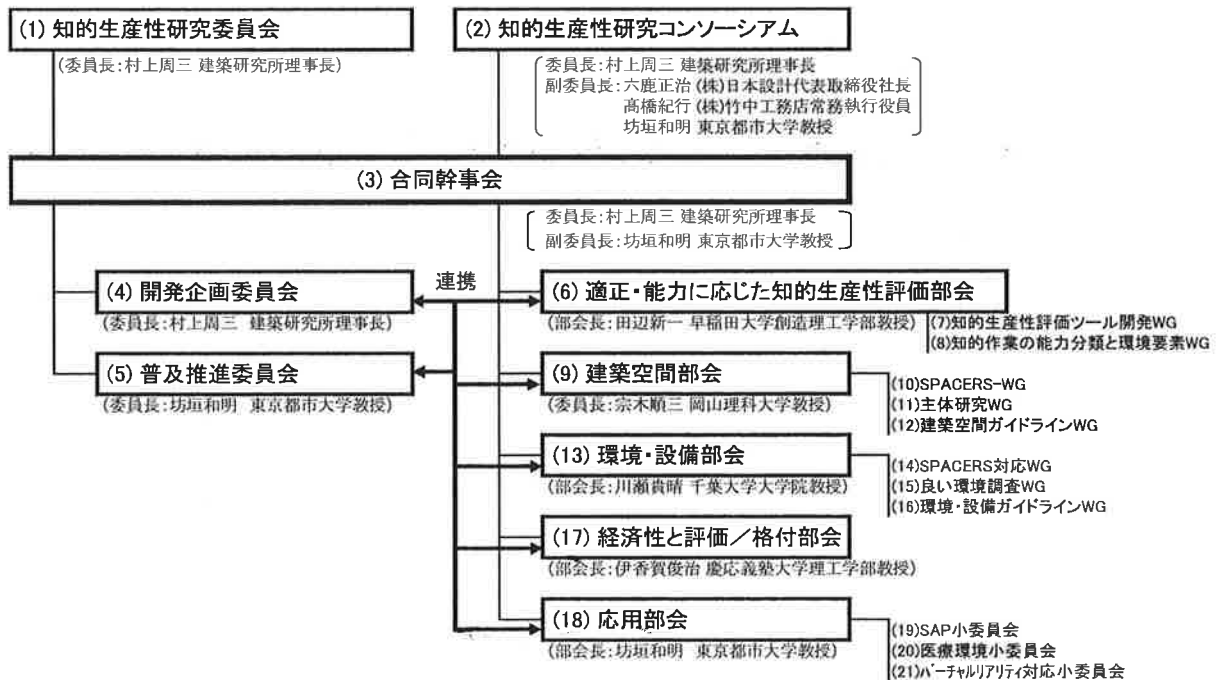 (1) 知的生産性研究委員会
(委員長:村上周三 建築研究所理事長)
(2) 知的生産性研究コンソーシアム
委員長:村上周三 建築研究所理事長
副委員長:六鹿正治 (株)日本設計代表取締役社長
髙橋紀行 (株)竹中工務店常務執行役員
坊垣和明 東京都市大学教授
(3) 合同幹事会
委員長:村上周三 建築研究所理事長
副委員長:坊垣和明 東京都市大学教授
連携
(4) 開発企画委員会
(委員長:村上周三 建築研究所理事長)
(5) 普及推進委員会
(委員長:坊垣和明 東京都市大学教授)
(6) 適正・能力に応じた知的生産性評価部会
(部会長:田辺新一 早稲田大学創造理工学部教授)
(7)知的生産性評価ツール開発WG
(8)知的作業の能力分類と環境要素WG
(9) 建築空間部会
(委員長:宗本順三 岡山理科大学教授)
(10)SPACERS-WG
(11)主体研究WG
(12)建築空間ガイドラインWG
(13) 環境・設備部会
(部会長:川瀬貴晴 千葉大学大学院教授)
(14)SPACERS対応WG
(15)良い環境調査WG
(16)環境・設備ガイドラインWG
(17) 経済性と評価／格付部会
(部会長:伊香賀俊治 慶応義塾大学理工学部教授)
(18) 応用部会
(部会長:坊垣和明 東京都市大学教授)
(19)SAP小委員会
(20)医療環境小委員会
(21)バーチャルリアリティ対応小委員会